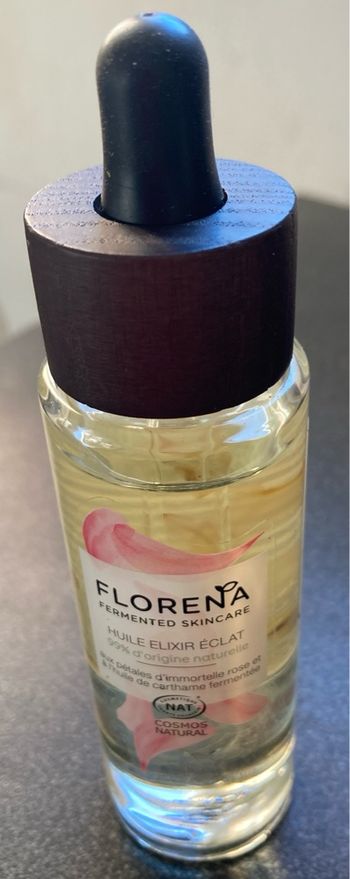 FLORENA
FERMENTED SKINCARE
HUILE ELIXIR ÉCLAT
99% d'origine naturelle
aux pétales d'immortelle rose et
à l'huile de carthame fermentée
NAT
COSMOS
NATURAL